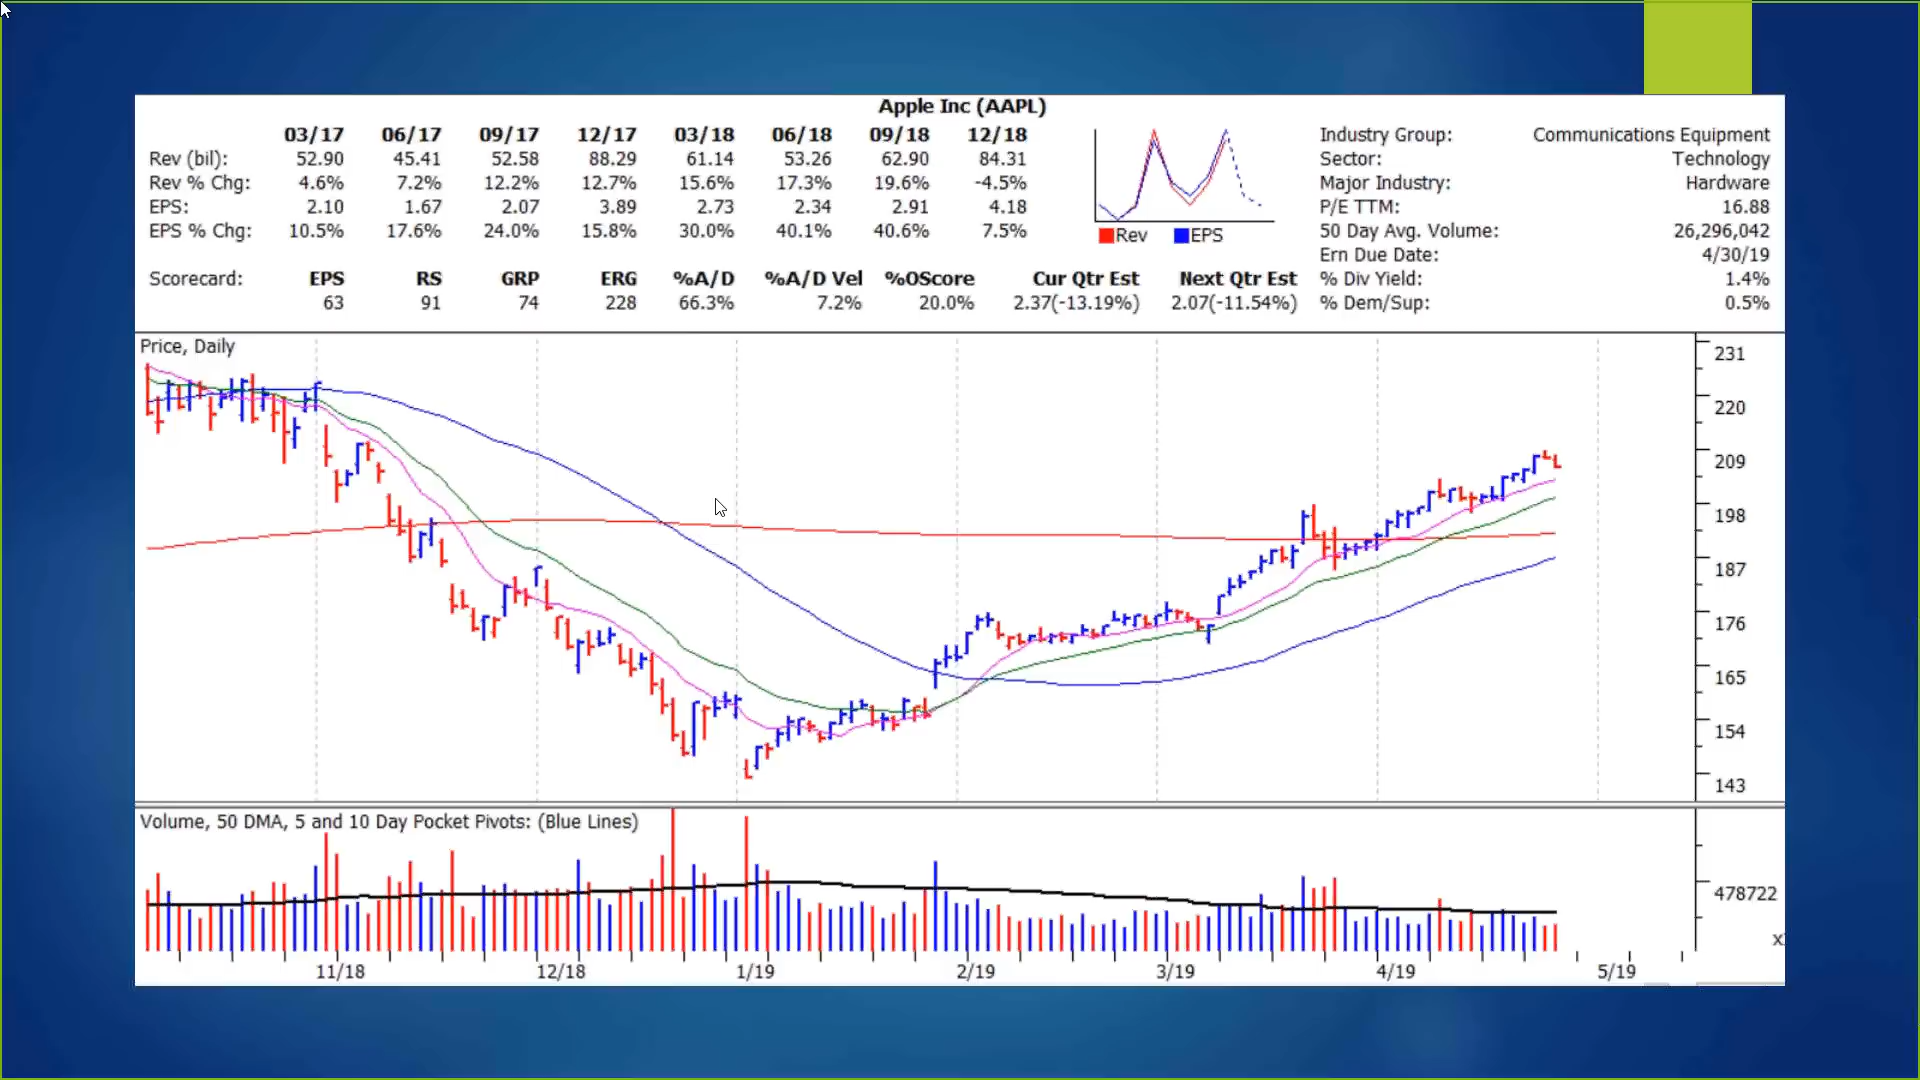 Apple Inc (AAPL)
03/17 06/17 09/17 12/17 03/18 06/18 09/18 12/18
Rev (bil): 52.90 45.41 52.58 88.29 61.14 53.26 62.90 84.31
Rev % Chg: 4.6% 7.2% 12.2% 12.7% 15.6% 17.3% 19.6% -4.5%
EPS: 2.10 1.67 2.07 3.89 2.73 2.34 2.91 4.18
EPS % Chg: 10.5% 17.6% 24.0% 15.8% 30.0% 40.1% 40.6% 7.5%
Rev EPS
Scorecard: EPS RS GRP ERG %A/D %A/D Vel %OScore Cur Qtr Est Next Qtr Est
63 91 74 228 66.3% 7.2% 20.0% 2.37(-13.19%) 2.07(-11.54%)
Industry Group: Communications Equipment
Sector: Technology
Major Industry: Hardware
P/E TTM: 16.88
50 Day Avg. Volume: 26,296,042
Ern Due Date: 4/30/19
% Div Yield: 1.4%
% Dem/Sup: 0.5%
Price, Daily
231
220
209
198
187
176
165
154
143
Volume, 50 DMA, 5 and 10 Day Pocket Pivots: (Blue Lines)
478722
11/18 12/18 1/19 2/19 3/19 4/19 5/19